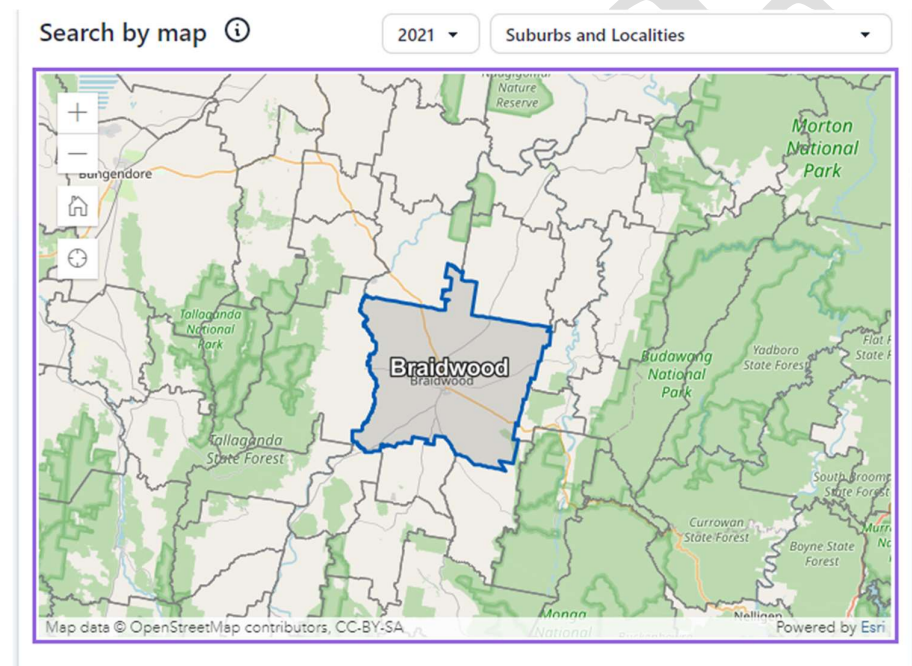 Search by map
2021
Suburbs and Localities
Nature
Reserve
Morton
National
Park
Bungendore
Tallaganda
National
Park
Braidwood
Braidwood
Budawang
National
Park
Yadboro
State Forest
Flat
State
Tallaganda
State Forest
South Broom
State Forest
Currowan
State Forest
Boyne State
Forest
Monga
National
Nelligen
Map data © OpenStreetMap contributors, CC-BY-SA
Powered by Esri